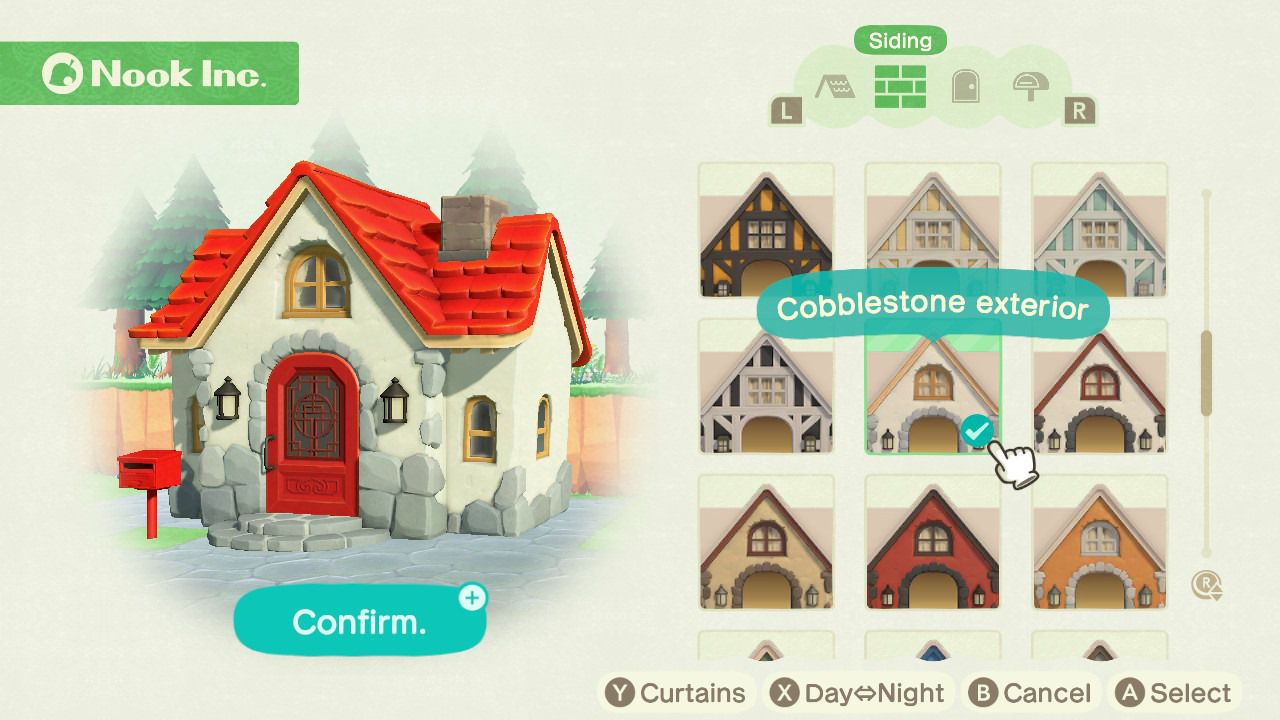 Nook Inc.
Siding
L
R
Cobblestone exterior
R
Confirm. +
Y Curtains X Day⇔Night B Cancel A Select